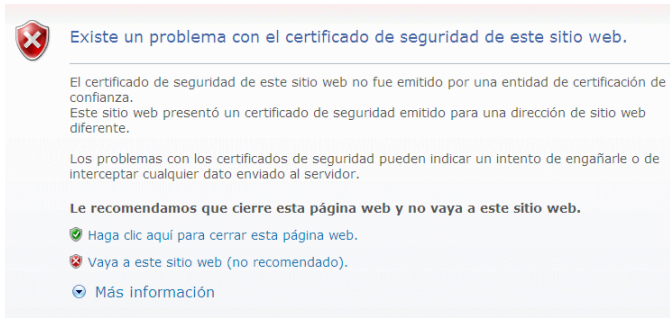 Existe un problema con el certificado de seguridad de este sitio web.
El certificado de seguridad de este sitio web no fue emitido por una entidad de certificación de
confianza.
Este sitio web presentó un certificado de seguridad emitido para una dirección de sitio web
diferente.
Los problemas con los certificados de seguridad pueden indicar un intento de engañarle o de
interceptar cualquier dato enviado al servidor.
Le recomendamos que cierre esta página web y no vaya a este sitio web.
Haga clic aquí para cerrar esta página web.
Vaya a este sitio web (no recomendado).
Más información